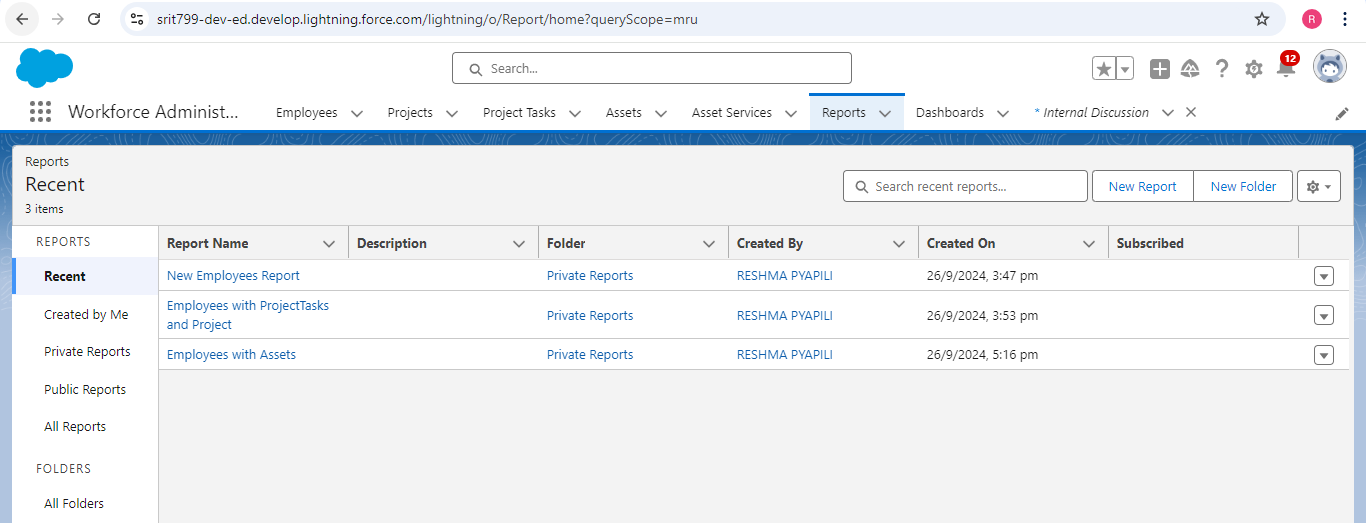 srit799-dev-ed.develop.lightning.force.com/lightning/o/Report/home?queryScope=mru
R
Search...
12
Workforce Administ...
Employees
Projects
Project Tasks
Assets
Asset Services
Reports
Dashboards
* Internal Discussion
Reports
Recent
3 items
Search recent reports...
New Report
New Folder
REPORTS
Recent
Created by Me
Private Reports
Public Reports
All Reports
FOLDERS
All Folders
Report Name Description Folder Created By Created On Subscribed
New Employees Report Private Reports RESHMA PYAPILI 26/9/2024, 3:47 pm
Employees with ProjectTasks
and Project Private Reports RESHMA PYAPILI 26/9/2024, 3:53 pm
Employees with Assets Private Reports RESHMA PYAPILI 26/9/2024, 5:16 pm